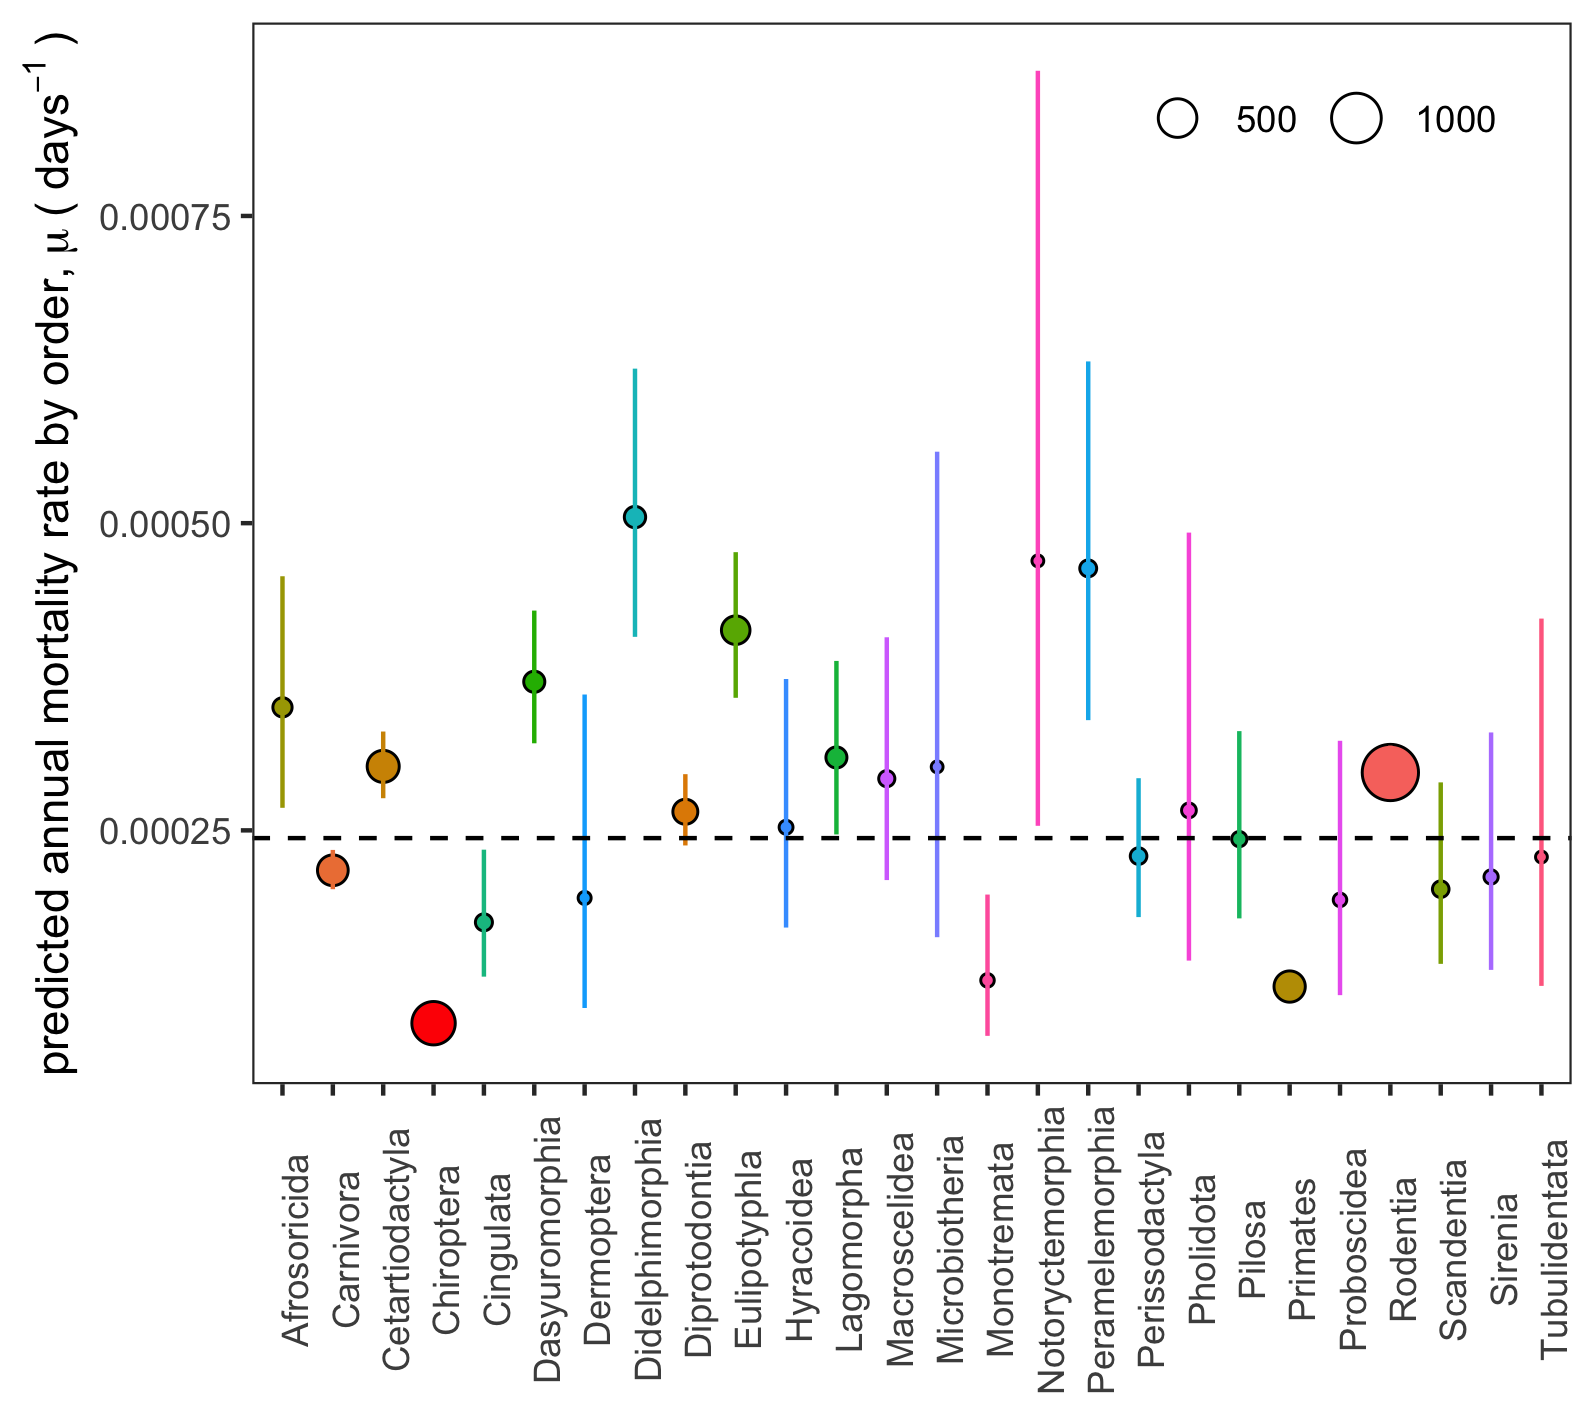 predicted annual mortality rate by order, μ ( days⁻¹ )
500 1000
0.00075
0.00050
0.00025
Afrosoricida
Carnivora
Cetartiodactyla
Chiroptera
Cingulata
Dasyuromorphia
Dermoptera
Didelphimorphia
Diprotodontia
Eulipotyphla
Hyracoidea
Lagomorpha
Macroscelidea
Microbiotheria
Monotremata
Notoryctemorphia
Peramelemorphia
Perissodactyla
Pholidota
Pilosa
Primates
Proboscidea
Rodentia
Scandentia
Sirenia
Tubulidentata